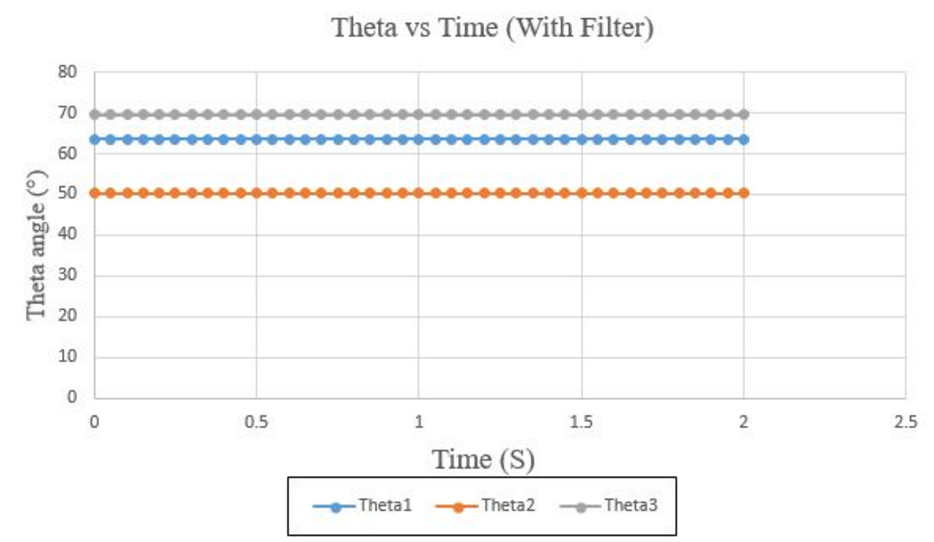 Theta vs Time (With Filter)
80
70
60
50
40
30
20
10
0
Theta angle (°)
0 0.5 1 1.5 2 2.5
Time (S)
Theta1 Theta2 Theta3